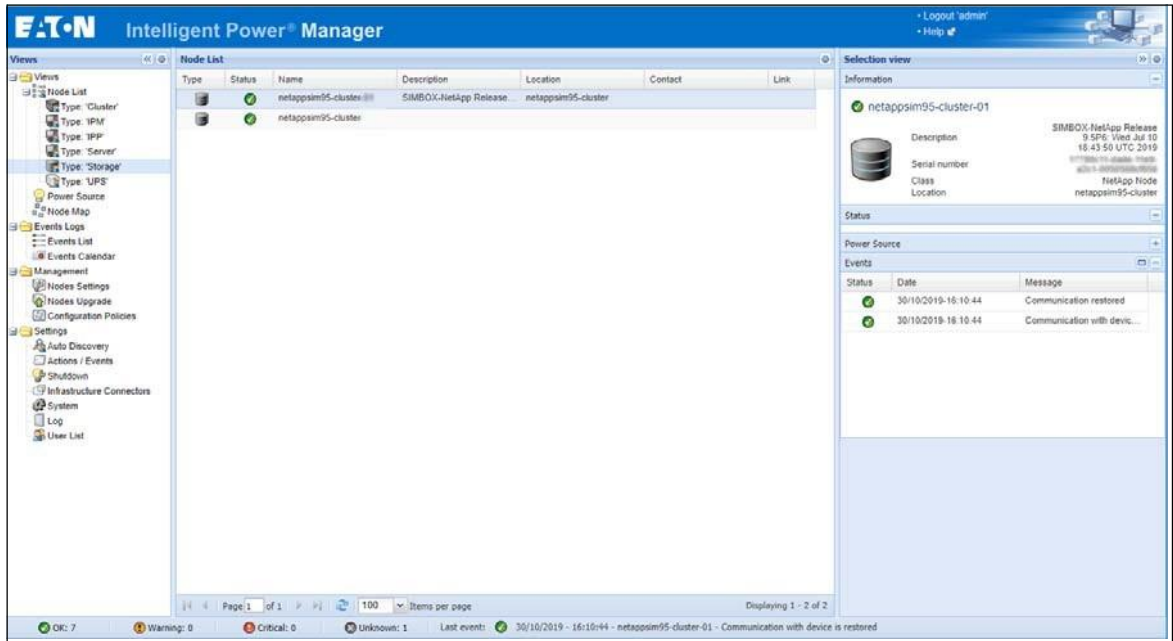 EATON Intelligent Power® Manager
Logout 'admin'
Help
Views
Node List
Selection view
Views
Node List
Type: 'Cluster'
Type: 'IPM'
Type: 'IPP'
Type: 'Server'
Type: 'Storage'
Type: 'UPS'
Power Source
Node Map
Events Logs
Events List
Events Calendar
Management
Nodes Settings
Nodes Upgrade
Configuration Policies
Settings
Auto Discovery
Actions / Events
Shutdown
Infrastructure Connectors
System
Log
User List
Type Status Name Description Location Contact Link
netappsim95-cluster SIMBOX-NetApp Release... netappsim95-cluster
netappsim95-cluster
Page 1 of 1 100 Items per page Displaying 1 - 2 of 2
Information
netappsim95-cluster-01
Description SIMBOX-NetApp Release
9.5P6: Wed Jul 10
18:43:50 UTC 2019
Serial number
Class NetApp Node
Location netappsim95-cluster
Status
Power Source
Events
Status Date Message
30/10/2019-16:10:44 Communication restored
30/10/2019-16:10:44 Communication with devic...
OK: 7 Warning: 0 Critical: 0 Unknown: 1 Last event: 30/10/2019 - 16:10:44 - netappsim95-cluster-01 - Communication with device is restored